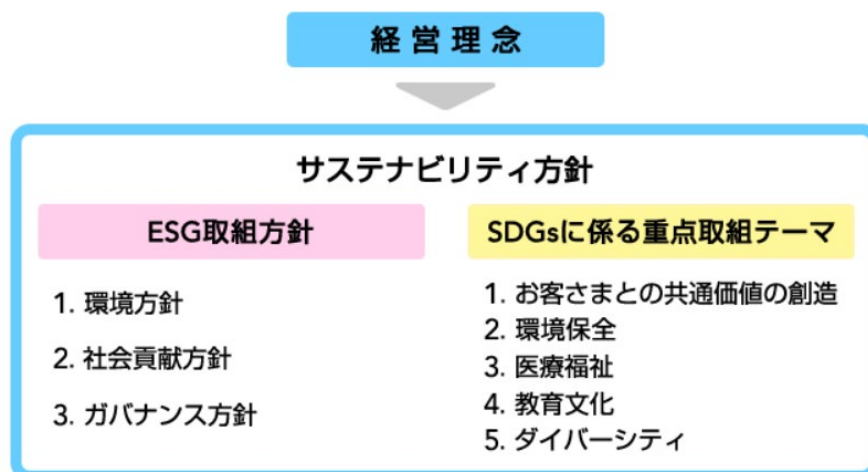 経営理念
サステナビリティ方針
ESG取組方針
1. 環境方針
2. 社会貢献方針
3. ガバナンス方針
SDGsに係る重点取組テーマ
1. お客さまとの共通価値の創造
2. 環境保全
3. 医療福祉
4. 教育文化
5. ダイバーシティ